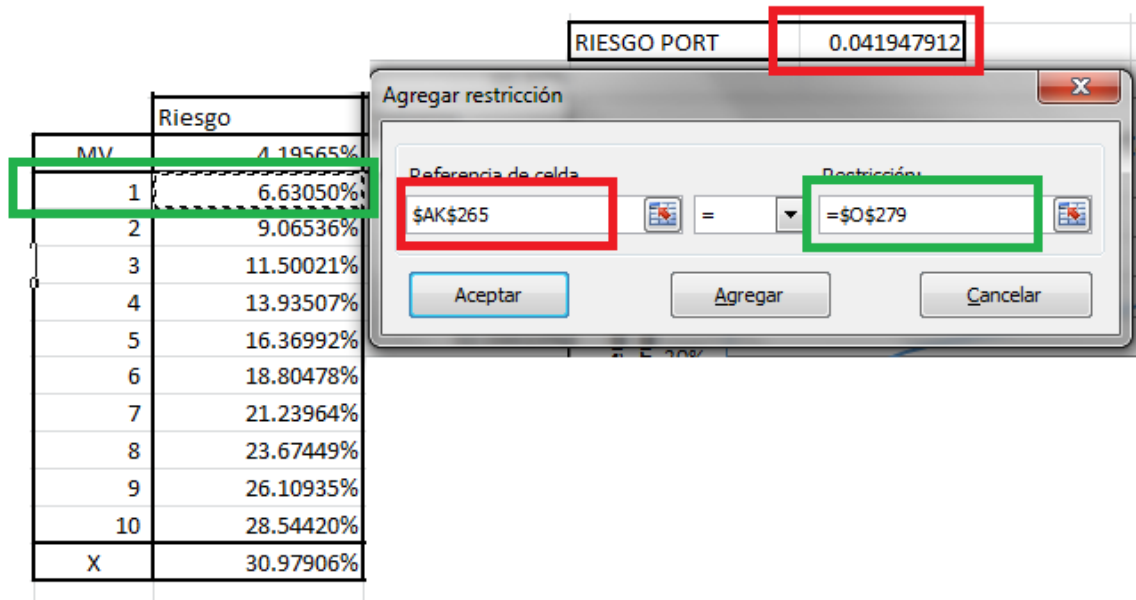 RIESGO PORT 0.041947912
Agregar restricción
X
Riesgo
MV 4.19565%
1 6.63050%
2 9.06536%
3 11.50021%
4 13.93507%
5 16.36992%
6 18.80478%
7 21.23964%
8 23.67449%
9 26.10935%
10 28.54420%
X 30.97906%
Referencia de celda Restricción:
$AK$265 = =$O$279
Aceptar Agregar Cancelar
20%